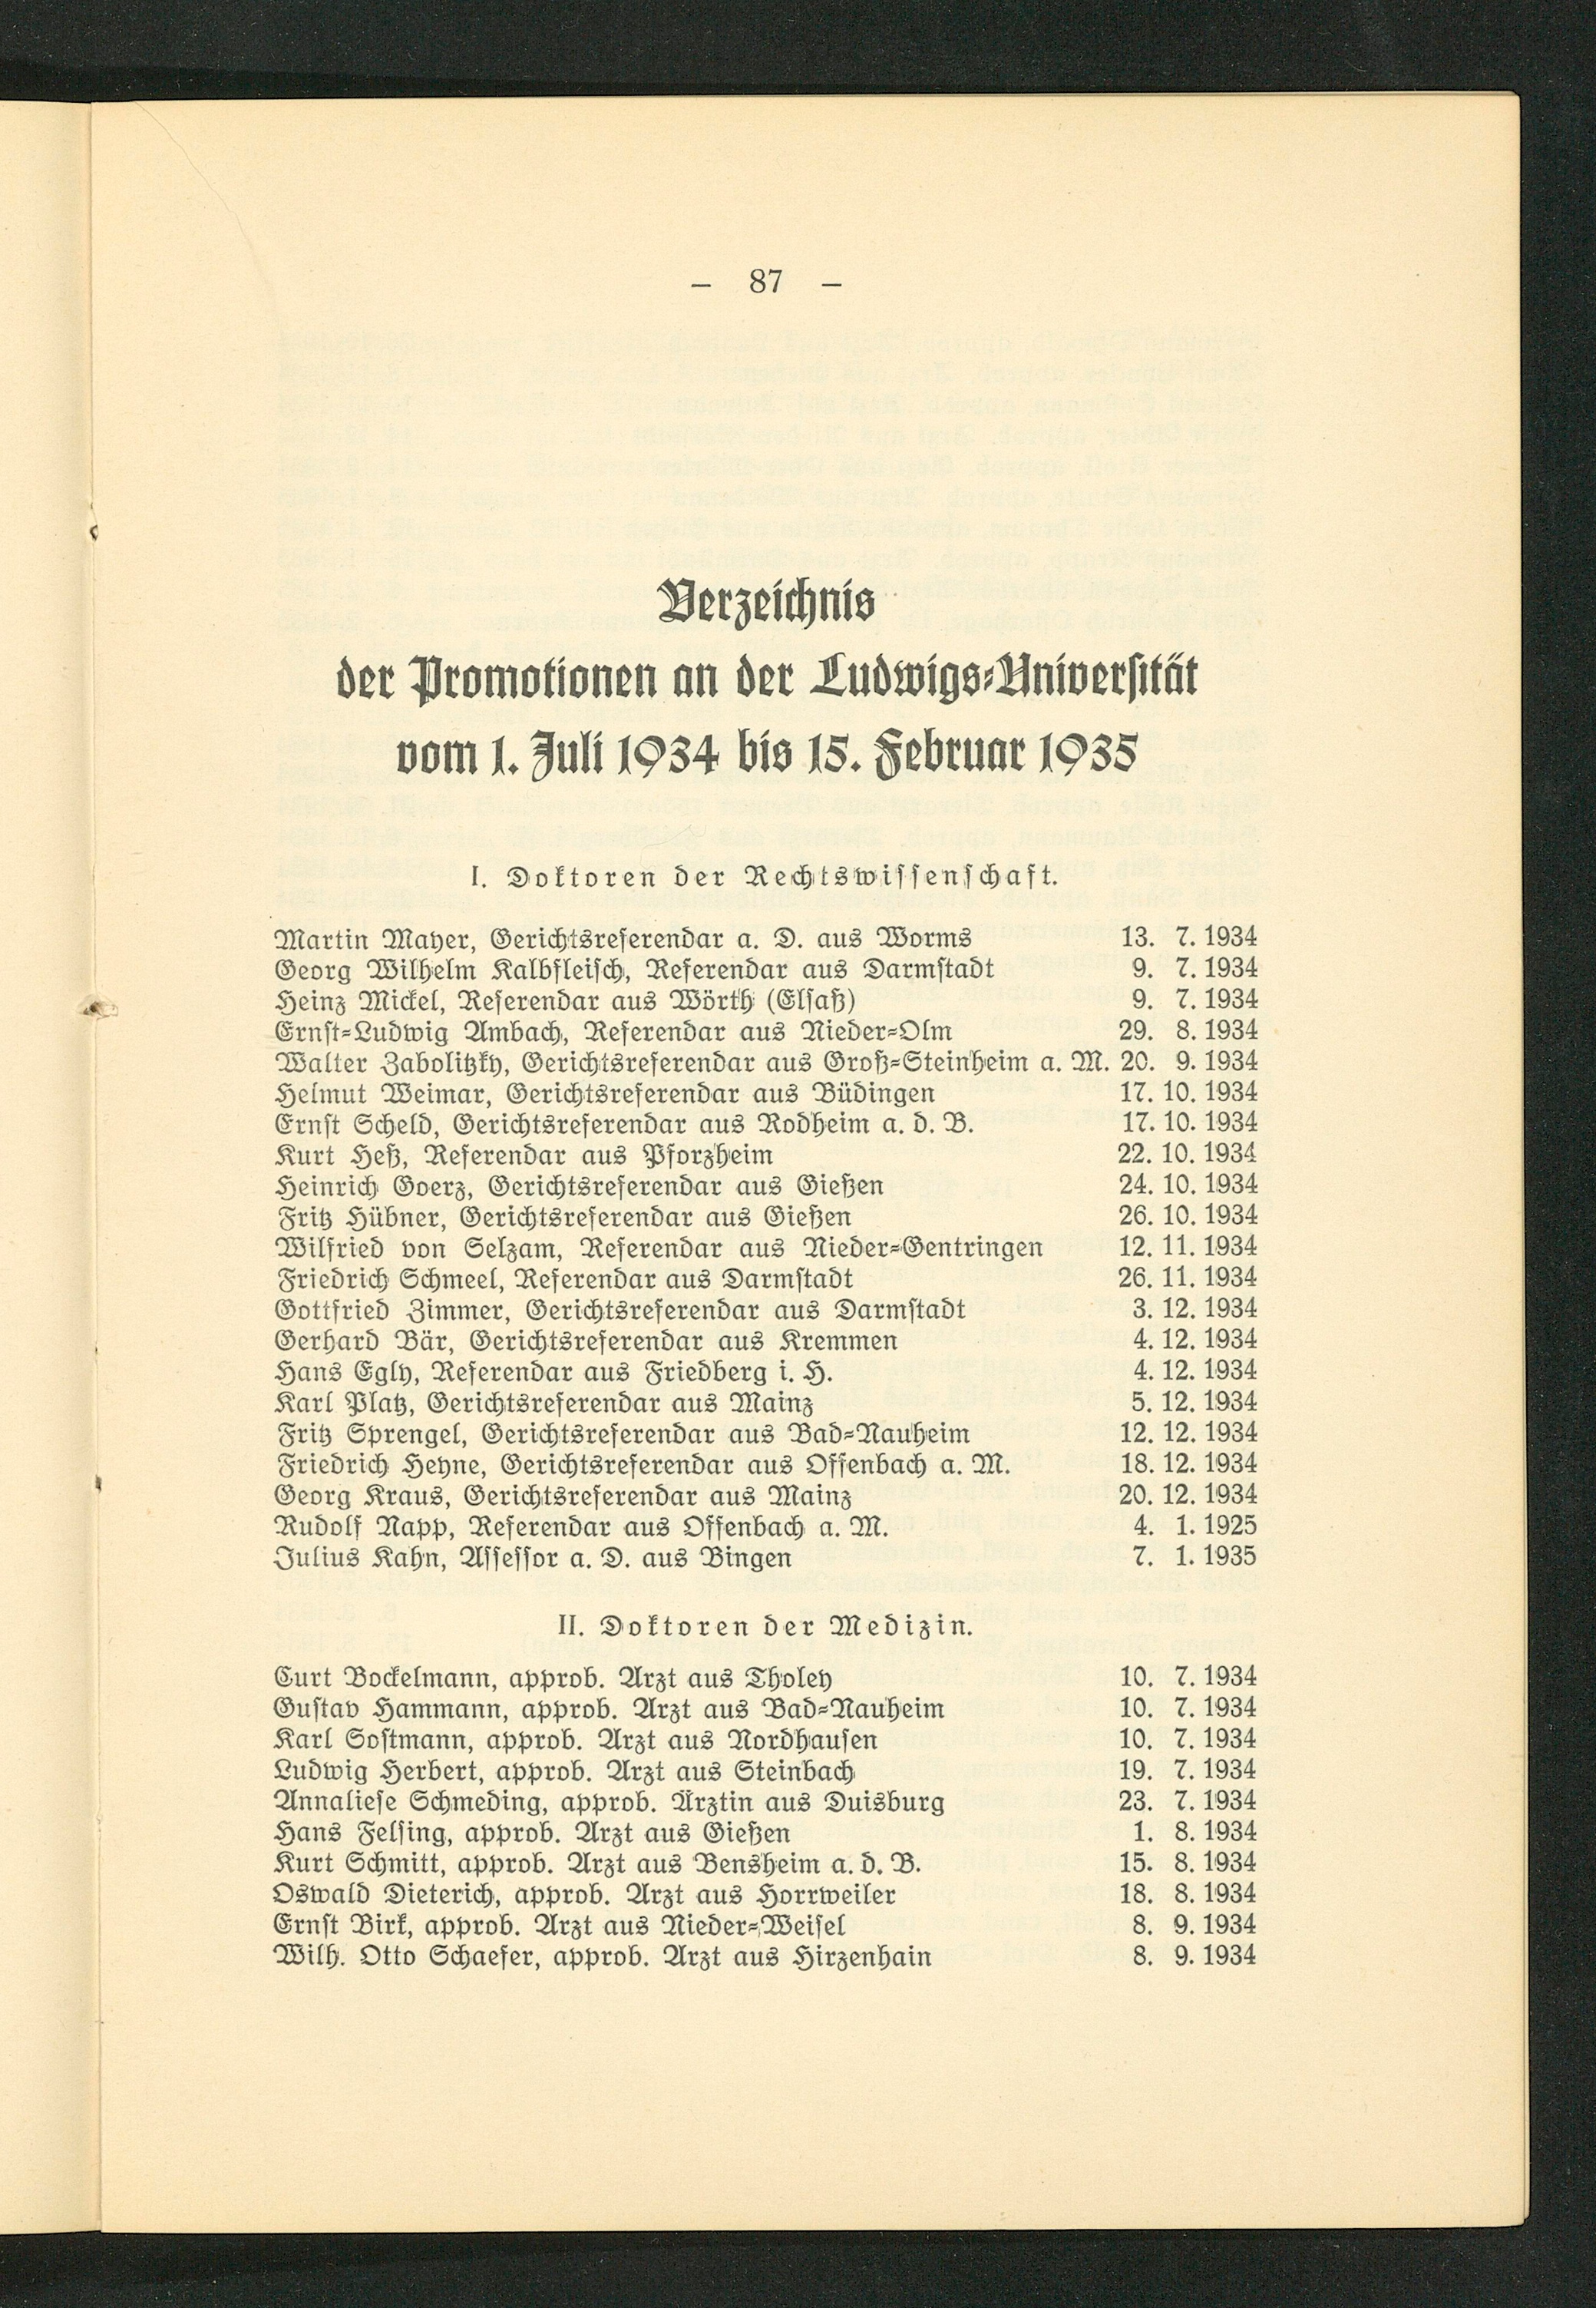 — 87 —
Verzeichnis
der Promotionen an der Ludwigs-Universität
vom 1. Juli 1934 bis 15. Februar 1935
I. Doktoren der Rechtswissenschaft.
Martin Mayer, Gerichtsreferendar a. D. aus Worms 13. 7. 1934
Georg Wilhelm Kalbfleisch, Referendar aus Darmstadt 9. 7. 1934
Heinz Mickel, Referendar aus Wörth (Elsaß) 9. 7. 1934
Ernst-Ludwig Ambach, Referendar aus Nieder-Olm 29. 8. 1934
Walter Zabolitzky, Gerichtsreferendar aus Groß-Steinheim a. M. 20. 9. 1934
Helmut Weimar, Gerichtsreferendar aus Büdingen 17. 10. 1934
Ernst Scheld, Gerichtsreferendar aus Rodheim a. d. B. 17. 10. 1934
Kurt Heß, Referendar aus Pforzheim 22. 10. 1934
Heinrich Goerz, Gerichtsreferendar aus Gießen 24. 10. 1934
Fritz Hübner, Gerichtsreferendar aus Gießen 26. 10. 1934
Wilfried von Selzam, Referendar aus Nieder-Gentringen 12. 11. 1934
Friedrich Schmeel, Referendar aus Darmstadt 26. 11. 1934
Gottfried Zimmer, Gerichtsreferendar aus Darmstadt 3. 12. 1934
Gerhard Bär, Gerichtsreferendar aus Kremmen 4. 12. 1934
Hans Egly, Referendar aus Friedberg i. H. 4. 12. 1934
Karl Platz, Gerichtsreferendar aus Mainz 5. 12. 1934
Fritz Sprengel, Gerichtsreferendar aus Bad-Nauheim 12. 12. 1934
Friedrich Heyne, Gerichtsreferendar aus Offenbach a. M. 18. 12. 1934
Georg Kraus, Gerichtsreferendar aus Mainz 20. 12. 1934
Rudolf Napp, Referendar aus Offenbach a. M. 4. 1. 1925
Julius Kahn, Assessor a. D. aus Bingen 7. 1. 1935
II. Doktoren der Medizin.
Curt Bockelmann, approb. Arzt aus Tholey 10. 7. 1934
Gustav Hammann, approb. Arzt aus Bad-Nauheim 10. 7. 1934
Karl Sostmann, approb. Arzt aus Nordhausen 10. 7. 1934
Ludwig Herbert, approb. Arzt aus Steinbach 19. 7. 1934
Annaliese Schmeding, approb. Ärztin aus Duisburg 23. 7. 1934
Hans Felsing, approb. Arzt aus Gießen 1. 8. 1934
Kurt Schmitt, approb. Arzt aus Bensheim a. d. B. 15. 8. 1934
Oswald Dieterich, approb. Arzt aus Horrweiler 18. 8. 1934
Ernst Birk, approb. Arzt aus Nieder-Weisel 8. 9. 1934
Wilh. Otto Schaefer, approb. Arzt aus Hirzenhain 8. 9. 1934